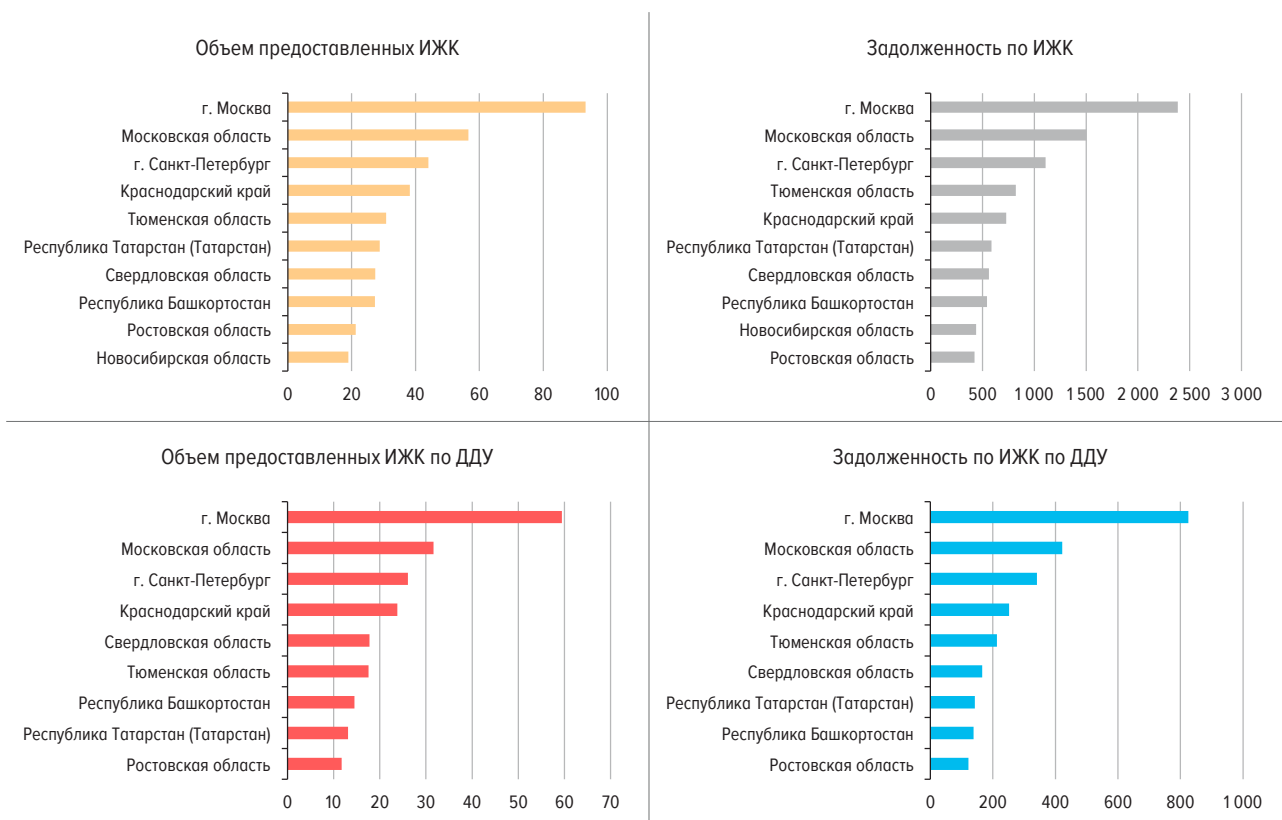 Объем предоставленных ИЖК
г. Москва
Московская область
г. Санкт-Петербург
Краснодарский край
Тюменская область
Республика Татарстан (Татарстан)
Свердловская область
Республика Башкортостан
Ростовская область
Новосибирская область
0 20 40 60 80 100
Задолженность по ИЖК
г. Москва
Московская область
г. Санкт-Петербург
Тюменская область
Краснодарский край
Республика Татарстан (Татарстан)
Свердловская область
Республика Башкортостан
Новосибирская область
Ростовская область
0 500 1 000 1 500 2 000 2 500 3 000
Объем предоставленных ИЖК по ДДУ
г. Москва
Московская область
г. Санкт-Петербург
Краснодарский край
Свердловская область
Тюменская область
Республика Башкортостан
Республика Татарстан (Татарстан)
Ростовская область
0 10 20 30 40 50 60 70
Задолженность по ИЖК по ДДУ
г. Москва
Московская область
г. Санкт-Петербург
Краснодарский край
Тюменская область
Свердловская область
Республика Татарстан (Татарстан)
Республика Башкортостан
Ростовская область
0 200 400 600 800 1 000